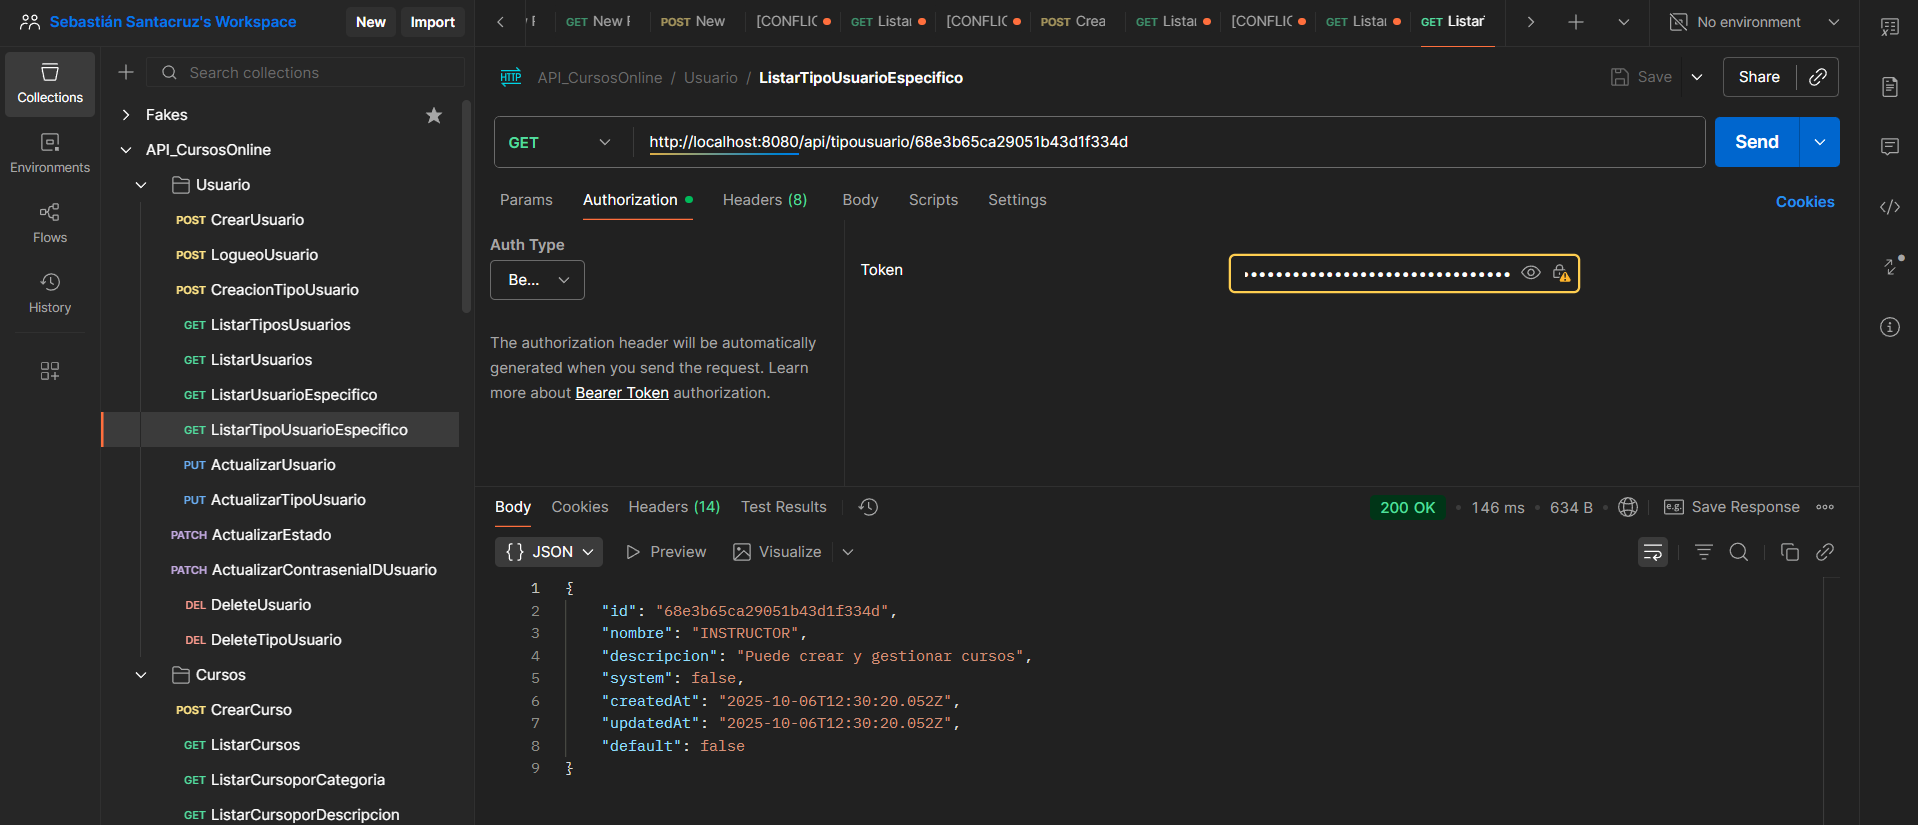 Sebastián Santacruz's Workspace
New
Import
GET New F
POST New
[CONFLIC
GET Lista
[CONFLIC
POST Crea
GET Lista
[CONFLIC
GET Lista
GET Listar
No environment
Collections
Environments
Flows
History
Search collections
Fakes
API_CursosOnline
Usuario
POST CrearUsuario
POST LogueoUsuario
POST CreacionTipoUsuario
GET ListarTiposUsuarios
GET ListarUsuarios
GET ListarUsuarioEspecifico
GET ListarTipoUsuarioEspecifico
PUT ActualizarUsuario
PUT ActualizarTipoUsuario
PATCH ActualizarEstado
PATCH ActualizarContraseniaIDUsuario
DEL DeleteUsuario
DEL DeleteTipoUsuario
Cursos
POST CrearCurso
GET ListarCursos
GET ListarCursoporCategoria
GET ListarCursoporDescripcion
HTTP API_CursosOnline / Usuario / ListarTipoUsuarioEspecifico
Save
Share
GET
http://localhost:8080/api/tipousuario/68e3b65ca29051b43d1f334d
Send
Params
Authorization
Headers (8)
Body
Scripts
Settings
Cookies
Auth Type
Be...
The authorization header will be automatically
generated when you send the request. Learn
more about Bearer Token authorization.
Token
Body
Cookies
Headers (14)
Test Results
200 OK • 146 ms • 634 B
e.g. Save Response
{} JSON
Preview
Visualize
1 {
2 "id": "68e3b65ca29051b43d1f334d",
3 "nombre": "INSTRUCTOR",
4 "descripcion": "Puede crear y gestionar cursos",
5 "system": false,
6 "createdAt": "2025-10-06T12:30:20.052Z",
7 "updatedAt": "2025-10-06T12:30:20.052Z",
8 "default": false
9 }